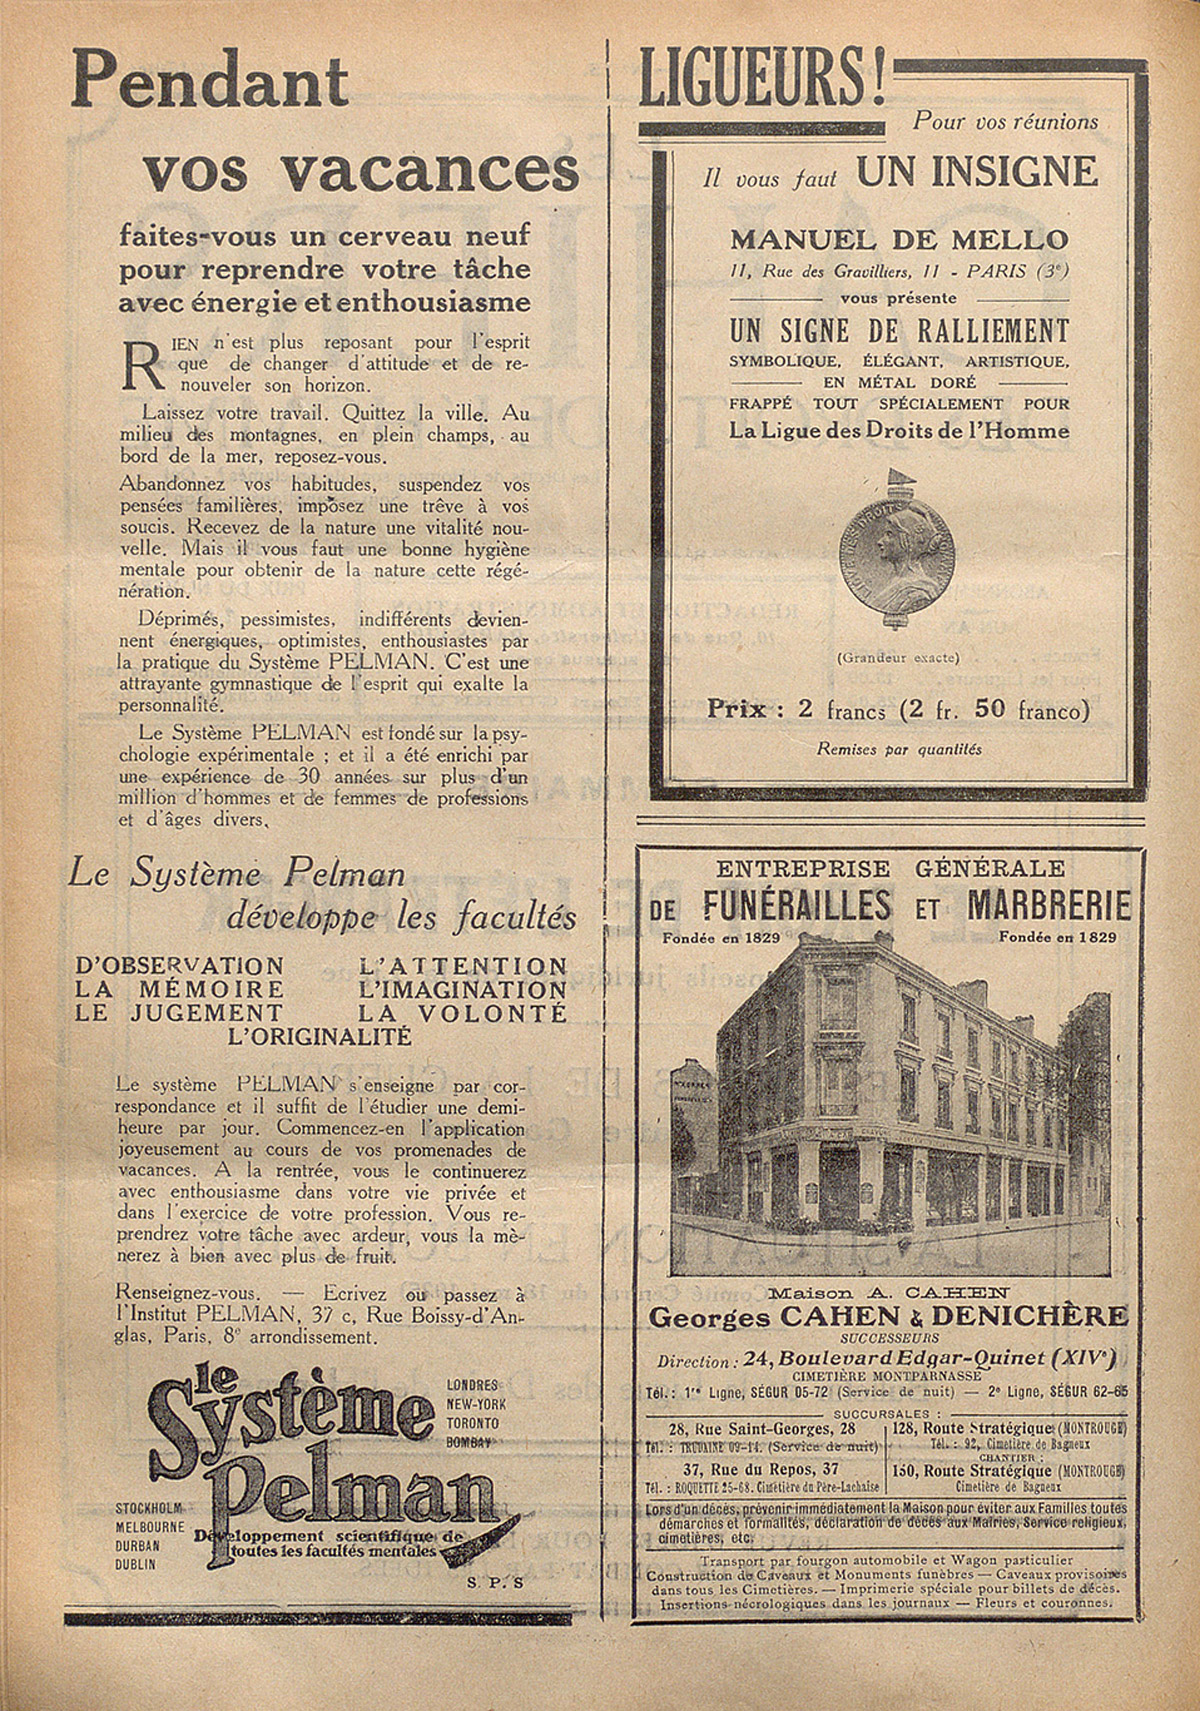 Pendant
vos vacances
faites-vous un cerveau neuf
pour reprendre votre tâche
avec énergie et enthousiasme
RIEN n'est plus reposant pour l'esprit
que de changer d'attitude et de re-
nouveler son horizon.
Laissez votre travail. Quittez la ville. Au
milieu des montagnes, en plein champs, au
bord de la mer, reposez-vous.
Abandonnez vos habitudes, suspendez vos
pensées familières, imposez une trêve à vos
soucis. Recevez de la nature une vitalité nou-
velle. Mais il vous faut une bonne hygiène
mentale pour obtenir de la nature cette régé-
nération.
Déprimés, pessimistes, indifférents devien-
nent énergiques, optimistes, enthousiastes par
la pratique du Système PELMAN. C'est une
attrayante gymnastique de l'esprit qui exalte la
personnalité.
Le Système PELMAN est fondé sur la psy-
chologie expérimentale ; et il a été enrichi par
une expérience de 30 années sur plus d'un
million d'hommes et de femmes de professions
et d'âges divers.
Le Système Pelman
développe les facultés
D'OBSERVATION L'ATTENTION
LA MÉMOIRE L'IMAGINATION
LE JUGEMENT LA VOLONTÉ
L'ORIGINALITÉ
Le système PELMAN s'enseigne par cor-
respondance et il suffit de l'étudier une demi-
heure par jour. Commencez-en l'application
joyeusement au cours de vos promenades de
vacances. A la rentrée, vous le continuerez
avec enthousiasme dans votre vie privée et
dans l'exercice de votre profession. Vous re-
prendrez votre tâche avec ardeur, vous la mè-
nerez à bien avec plus de fruit.
Renseignez-vous. — Ecrivez ou passez à
l'Institut PELMAN, 37 c, Rue Boissy-d'An-
glas, Paris, 8e arrondissement.
le
Système
Pelman
LONDRES
NEW-YORK
TORONTO
BOMBAY
STOCKHOLM
MELBOURNE
DURBAN
DUBLIN
Développement scientifique de
toutes les facultés mentales
S. P. S
LIGUEURS !
Pour vos réunions
Il vous faut UN INSIGNE
MANUEL DE MELLO
11, Rue des Gravilliers, 11 - PARIS (3e)
vous présente
UN SIGNE DE RALLIEMENT
SYMBOLIQUE, ÉLÉGANT, ARTISTIQUE,
EN MÉTAL DORÉ
FRAPPÉ TOUT SPÉCIALEMENT POUR
La Ligue des Droits de l'Homme
(Grandeur exacte)
Prix : 2 francs (2 fr. 50 franco)
Remises par quantités
ENTREPRISE GÉNÉRALE
DE FUNÉRAILLES ET MARBRERIE
Fondée en 1829 Fondée en 1829
Maison A. CAHEN
Georges CAHEN & DENICHÈRE
SUCCESSEURS
Direction : 24, Boulevard Edgar-Quinet (XIVe)
CIMETIÈRE MONTPARNASSE
Tél. : 1re Ligne, SÉGUR 05-72 (Service de nuit) — 2e Ligne, SÉGUR 62-65
SUCCURSALES :
28, Rue Saint-Georges, 28
Tél. : TRUDAINE 09-14. (Service de nuit)
37, Rue du Repos, 37
Tél. : ROQUETTE 25-68. Cimetière du Père-Lachaise
128, Route Stratégique (MONTROUGE)
Tél. : 92, Cimetière de Bagneux
CHANTIER :
150, Route Stratégique (MONTROUGE)
Cimetière de Bagneux
Lors d'un décès, prévenir immédiatement la Maison pour éviter aux Familles toutes
démarches et formalités, déclaration de décès aux Mairies, Service religieux,
cimetières, etc.
Transport par fourgon automobile et Wagon particulier
Construction de Caveaux et Monuments funèbres — Caveaux provisoires
dans tous les Cimetières. — Imprimerie spéciale pour billets de décès.
Insertions nécrologiques dans les journaux — Fleurs et couronnes.